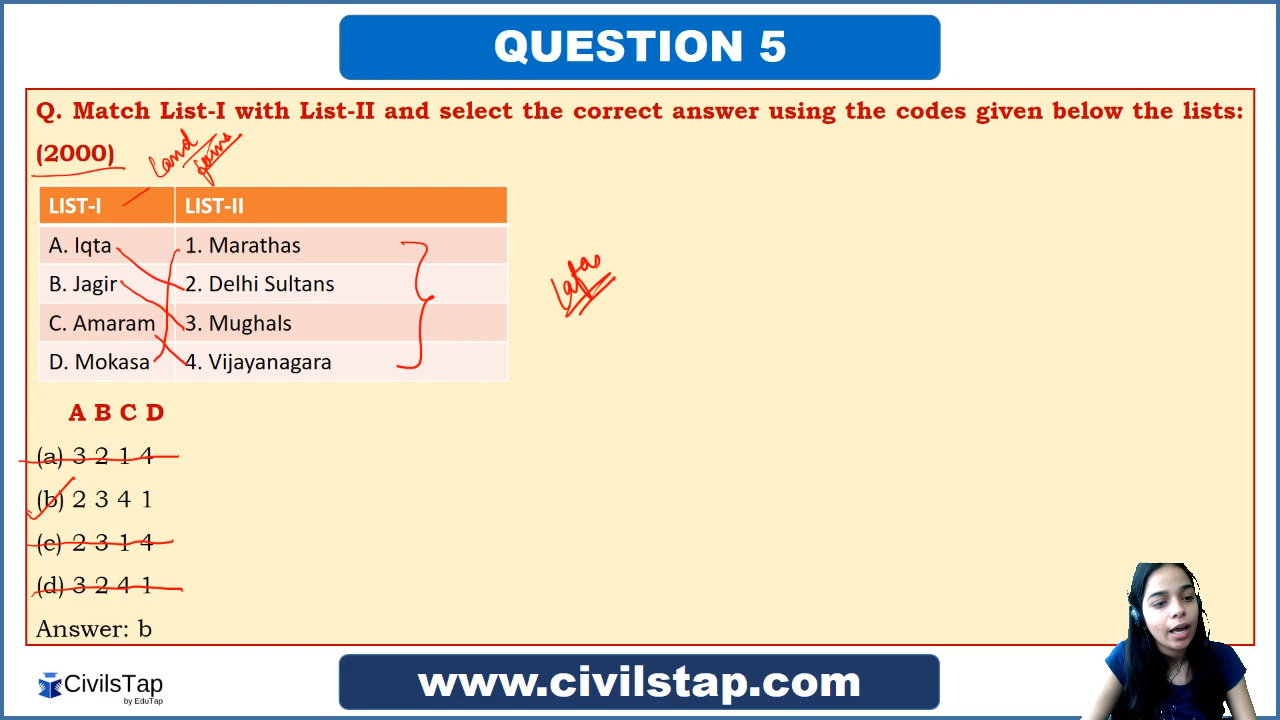 QUESTION 5
Q. Match List-I with List-II and select the correct answer using the codes given below the lists:
(2000)
Land
LIST-I LIST-II
A. Iqta 1. Marathas
B. Jagir 2. Delhi Sultans
C. Amaram 3. Mughals
D. Mokasa 4. Vijayanagara
A B C D
(a) 3 2 1 4
(b) 2 3 4 1
(c) 2 3 1 4
(d) 3 2 4 1
Answer: b
CivilsTap
by EduTap
www.civilstap.com